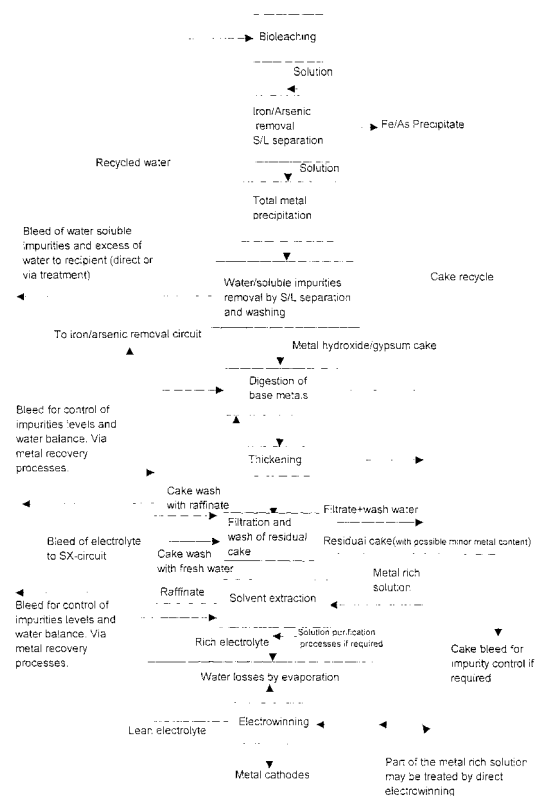 Bioleaching
Solution
Iron/Arsenic
removal
S/L separation
Fe/As Precipitate
Recycled water
Solution
Total metal
precipitation
Bleed of water soluble
impurities and excess of
water to recipient (direct or
via treatment)
Cake recycle
Water/soluble impurities
removal by S/L separation
and washing
To iron/arsenic removal circuit
Metal hydroxide/gypsum cake
Digestion of
base metals
Bleed for control of
impurities levels and
water balance. Via
metal recovery
processes.
Thickening
Cake wash
with raffinate
Filtrate+wash water
Filtration and
wash of residual
cake
Bleed of electrolyte
to SX-circuit
Residual cake(with possible minor metal content)
Cake wash
with fresh water
Metal rich
solution
Raffinate
Solvent extraction
Bleed for control of
impurities levels and
water balance. Via
metal recovery
processes.
Rich electrolyte
Solution purification
processes if required
Cake bleed for
impurity control if
required
Water losses by evaporation
Lean electrolyte
Electrowinning
Metal cathodes
Part of the metal rich solution
may be treated by direct
electrowinning